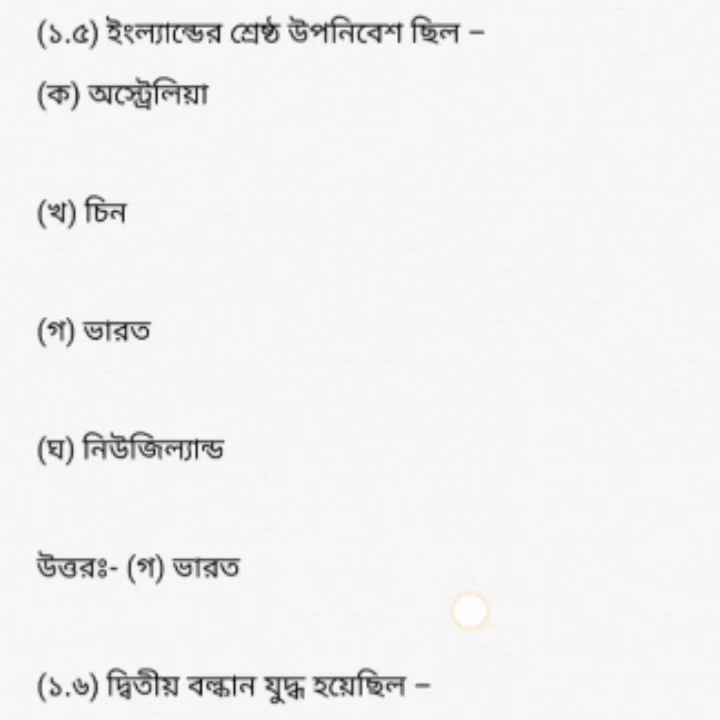 (১.৫) ইংল্যান্ডের শ্রেষ্ঠ উপনিবেশ ছিল –
(ক) অস্ট্রেলিয়া
(খ) চিন
(গ) ভারত
(ঘ) নিউজিল্যান্ড
উত্তরঃ- (গ) ভারত
(১.৬) দ্বিতীয় বল্কান যুদ্ধ হয়েছিল –